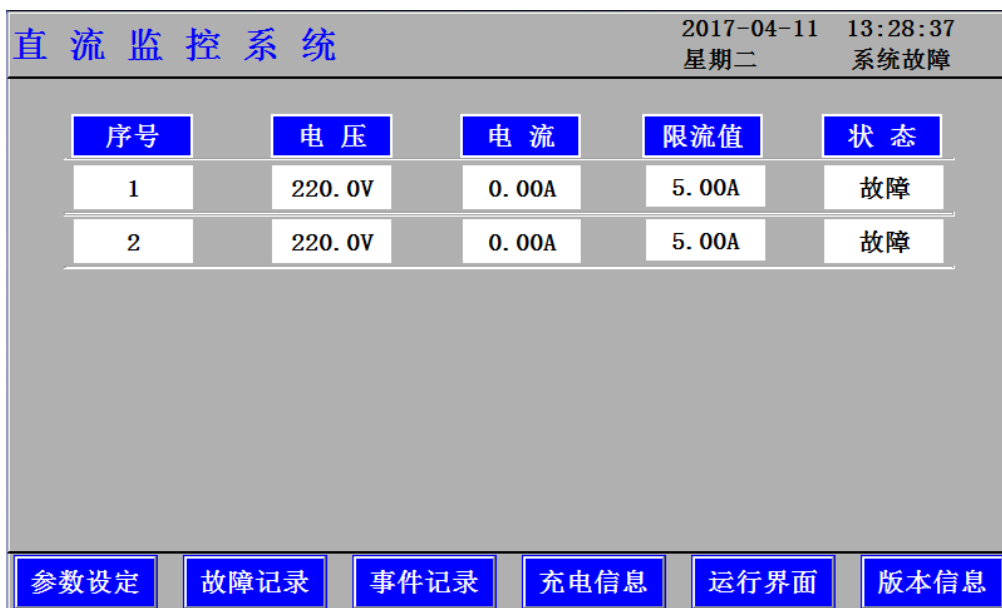 直流监控系统 2017-04-11 13:28:37
星期二 系统故障
序号 电压 电流 限流值 状态
1 220.0V 0.00A 5.00A 故障
2 220.0V 0.00A 5.00A 故障
参数设定 故障记录 事件记录 充电信息 运行界面 版本信息